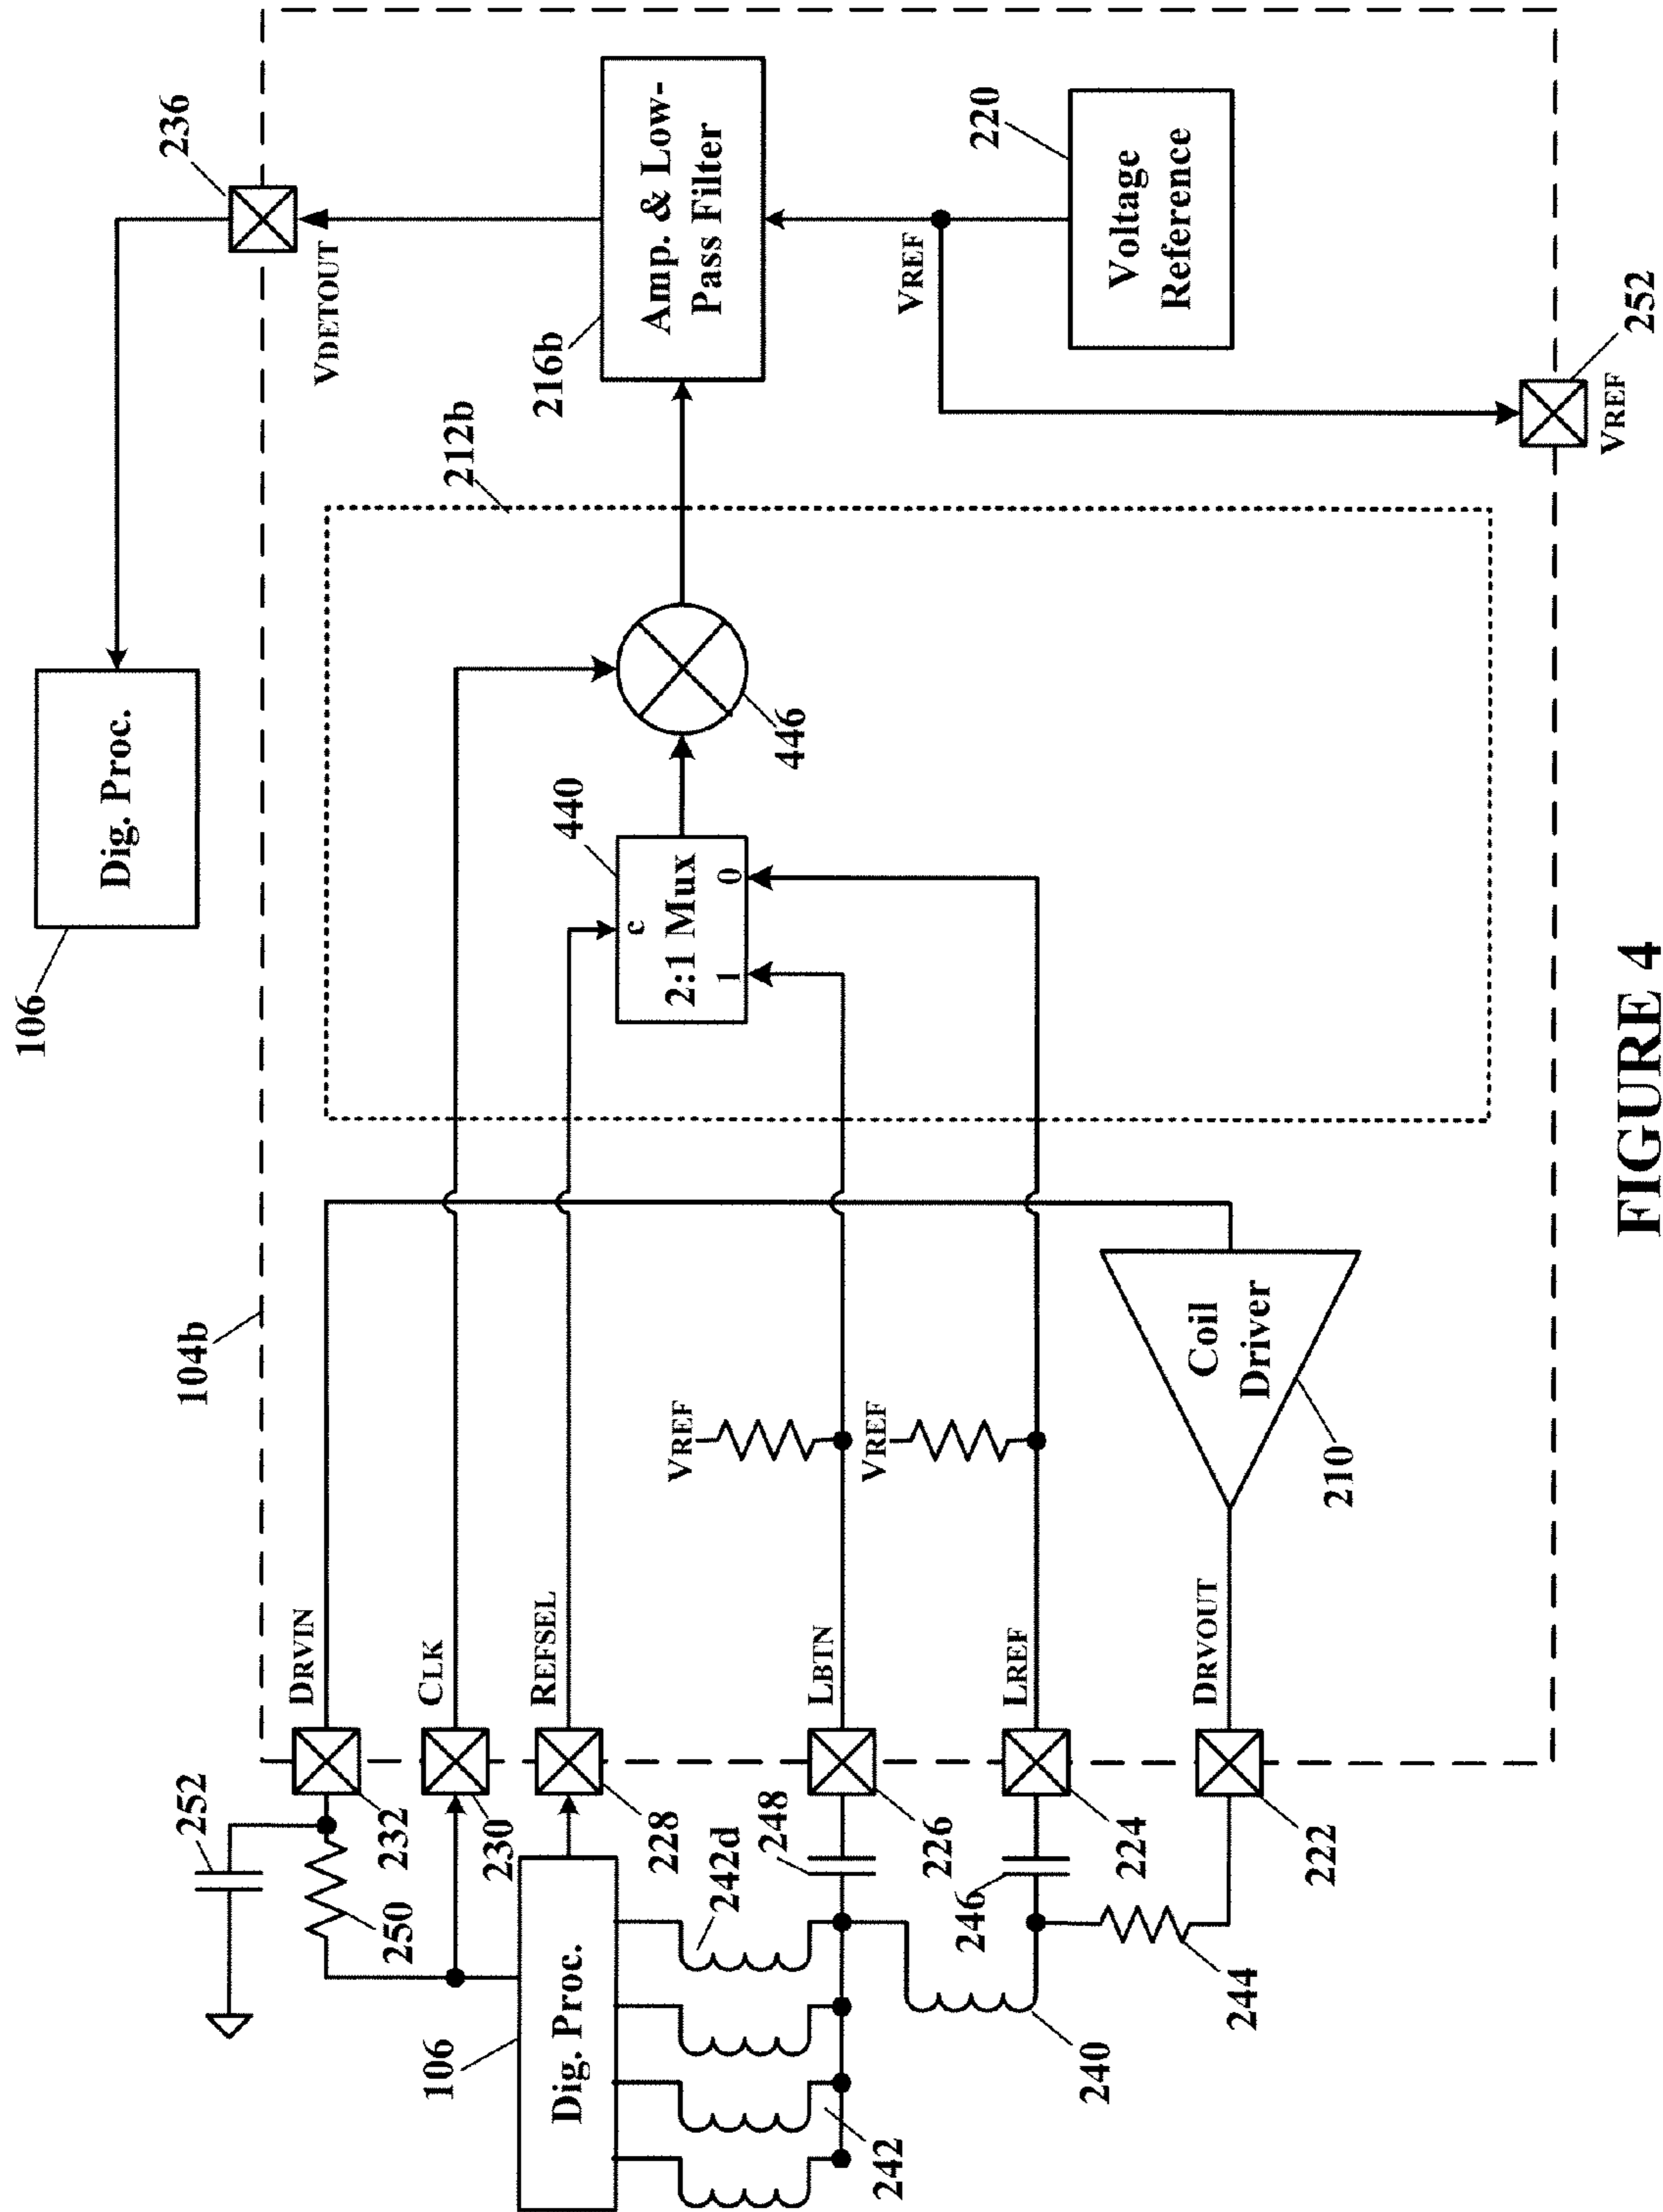 106
Dig. Proc.
236
104b
VDETOUT
212b
216b
Amp. & Low-
Pass Filter
VREF
220
Voltage
Reference
252
VREF
440
c
2:1 Mux
1
0
446
252
232
DRVIN
250
230
CLK
228
REFSEL
106
Dig. Proc.
242d
248
226
LBTN
VREF
242
246
224
LREF
VREF
240
244
222
DRVOUT
Coil
Driver
210
FIGURE 4